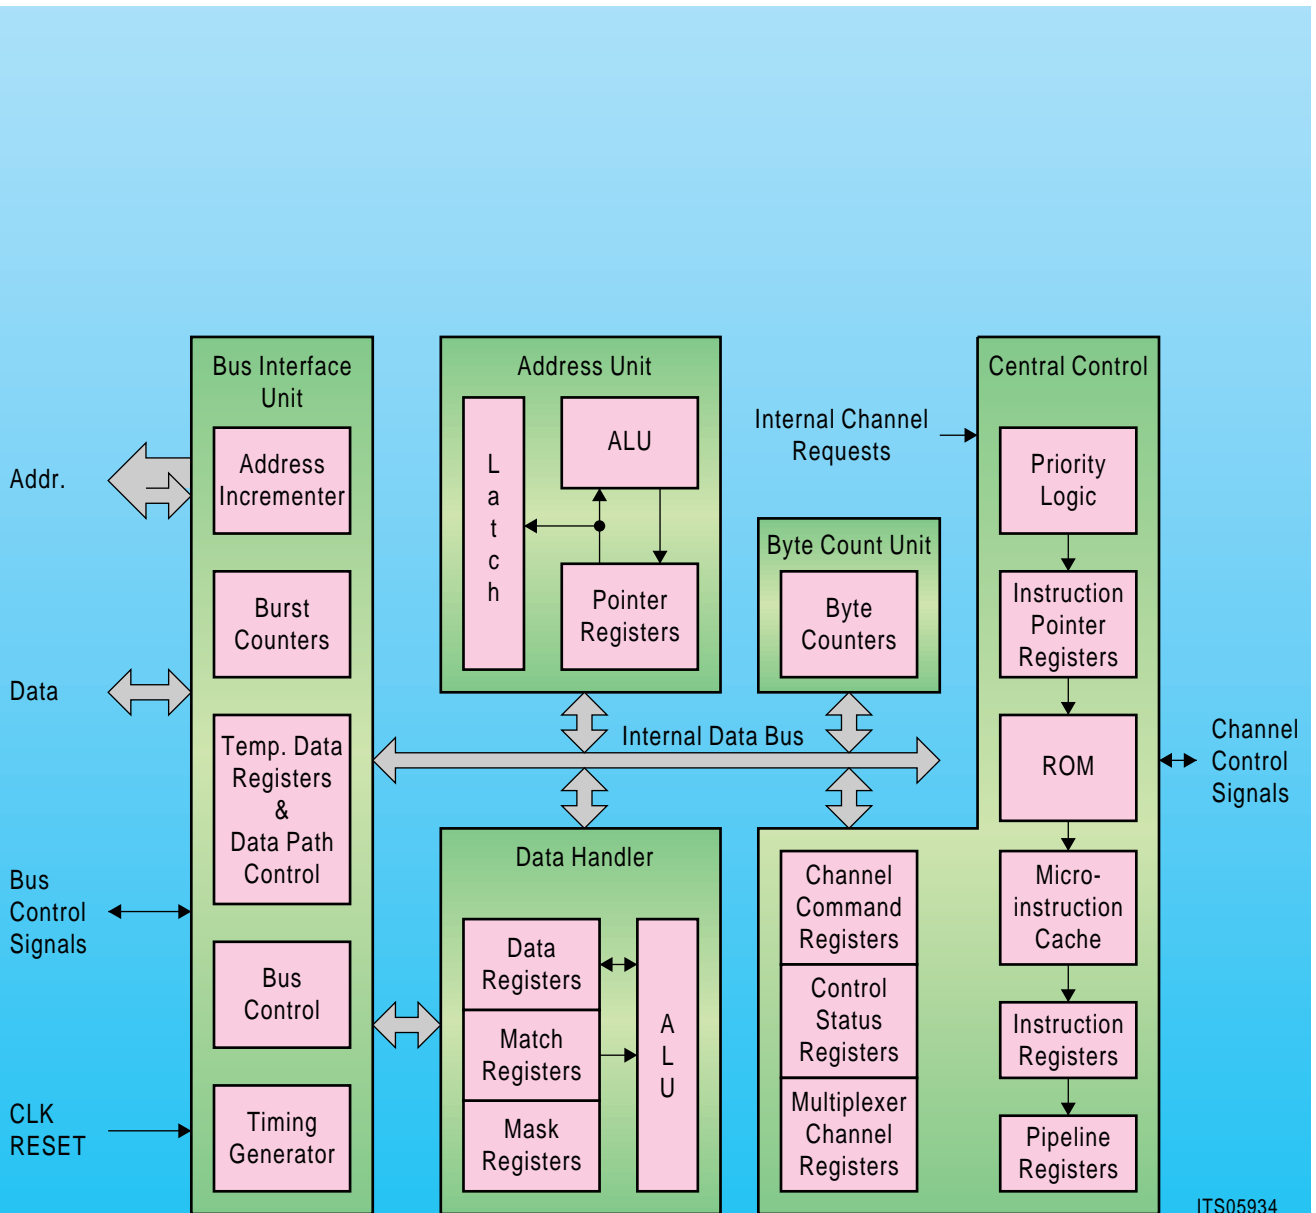 Bus Interface
Unit
Address
Incrementer
Burst
Counters
Temp. Data
Registers
&
Data Path
Control
Bus
Control
Timing
Generator
Addr.
Data
Bus
Control
Signals
CLK
RESET
Address Unit
L
a
t
c
h
ALU
Pointer
Registers
Internal Data Bus
Data Handler
Data
Registers
Match
Registers
Mask
Registers
A
L
U
Internal Channel
Requests
Byte Count Unit
Byte
Counters
Central Control
Priority
Logic
Instruction
Pointer
Registers
ROM
Micro-
instruction
Cache
Instruction
Registers
Pipeline
Registers
Channel
Command
Registers
Control
Status
Registers
Multiplexer
Channel
Registers
Channel
Control
Signals
ITS05934